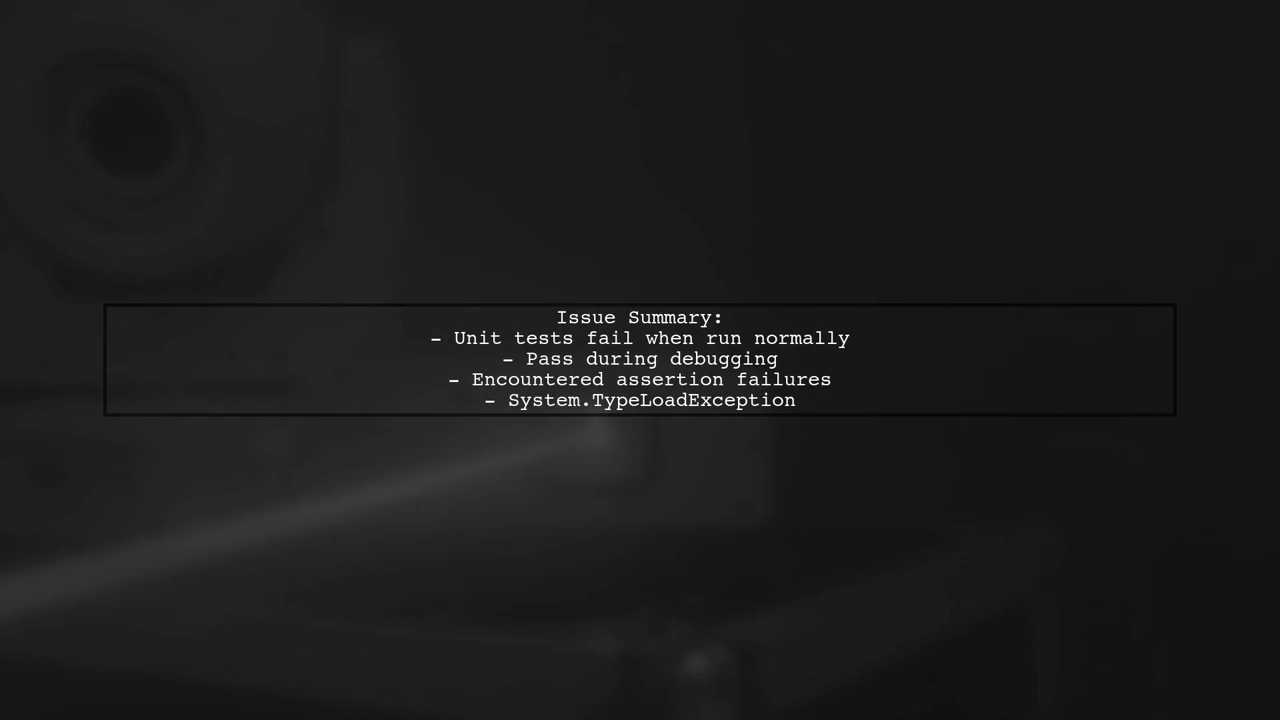 Issue Summary:
- Unit tests fail when run normally
- Pass during debugging
- Encountered assertion failures
- System.TypeLoadException